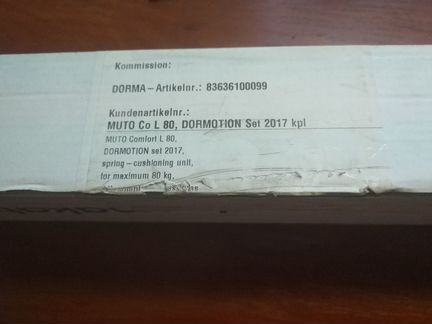 Kommission:
DORMA-Artikelnr.: 83636100099
Kundenartikelnr.:
MUTO Co L 80, DORMOTION Set 2017 kpl
MUTO Comfort L 80,
DORMOTION set 2017,
spring-cushioning unit,
for maximum 80 kg,